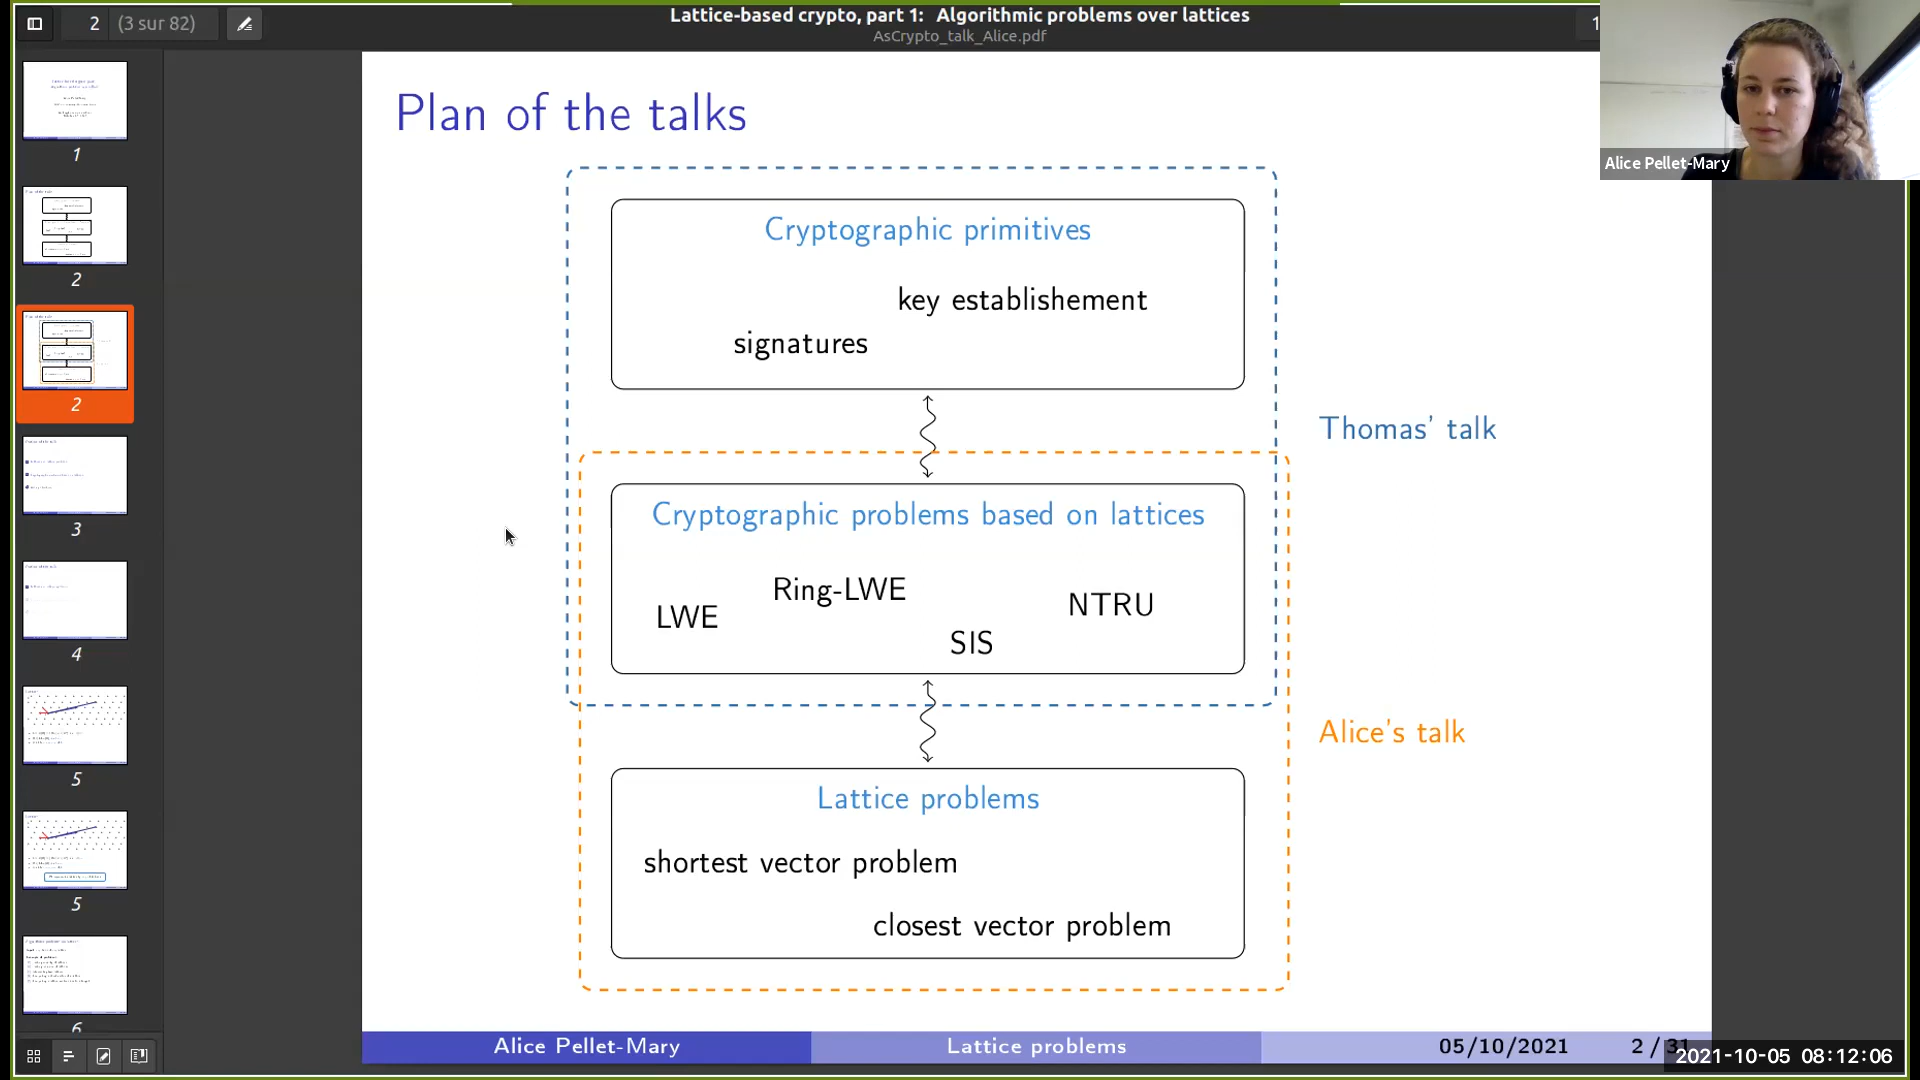 Lattice-based crypto, part 1: Algorithmic problems over lattices
AsCrypto_talk_Alice.pdf
2 (3 sur 82)
1
Alice Pellet-Mary
Plan of the talks
Cryptographic primitives
key establishement
signatures
Thomas' talk
Cryptographic problems based on lattices
Ring-LWE
NTRU
LWE
SIS
Alice's talk
Lattice problems
shortest vector problem
closest vector problem
Alice Pellet-Mary
Lattice problems
05/10/2021
2 / 31
2021-10-05 08:12:06
1
2
2
3
4
5
5
6